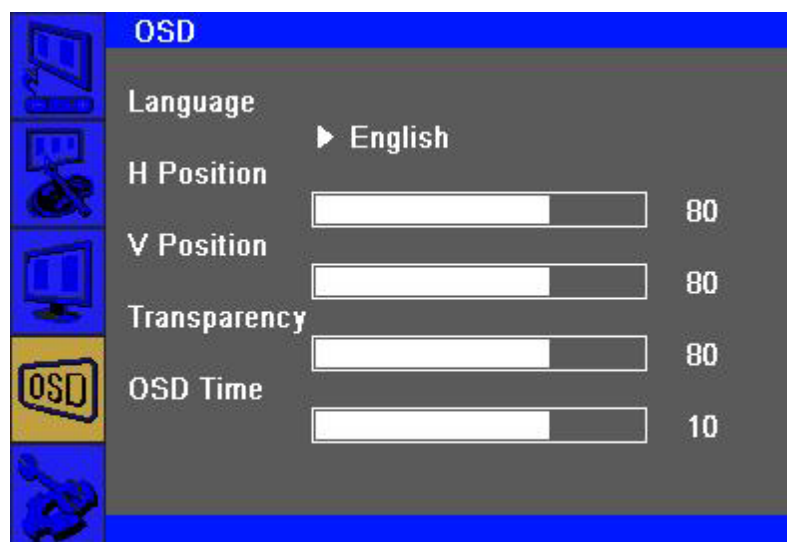 OSD
Language
▶ English
H Position
80
V Position
80
Transparency
80
OSD
OSD Time
10